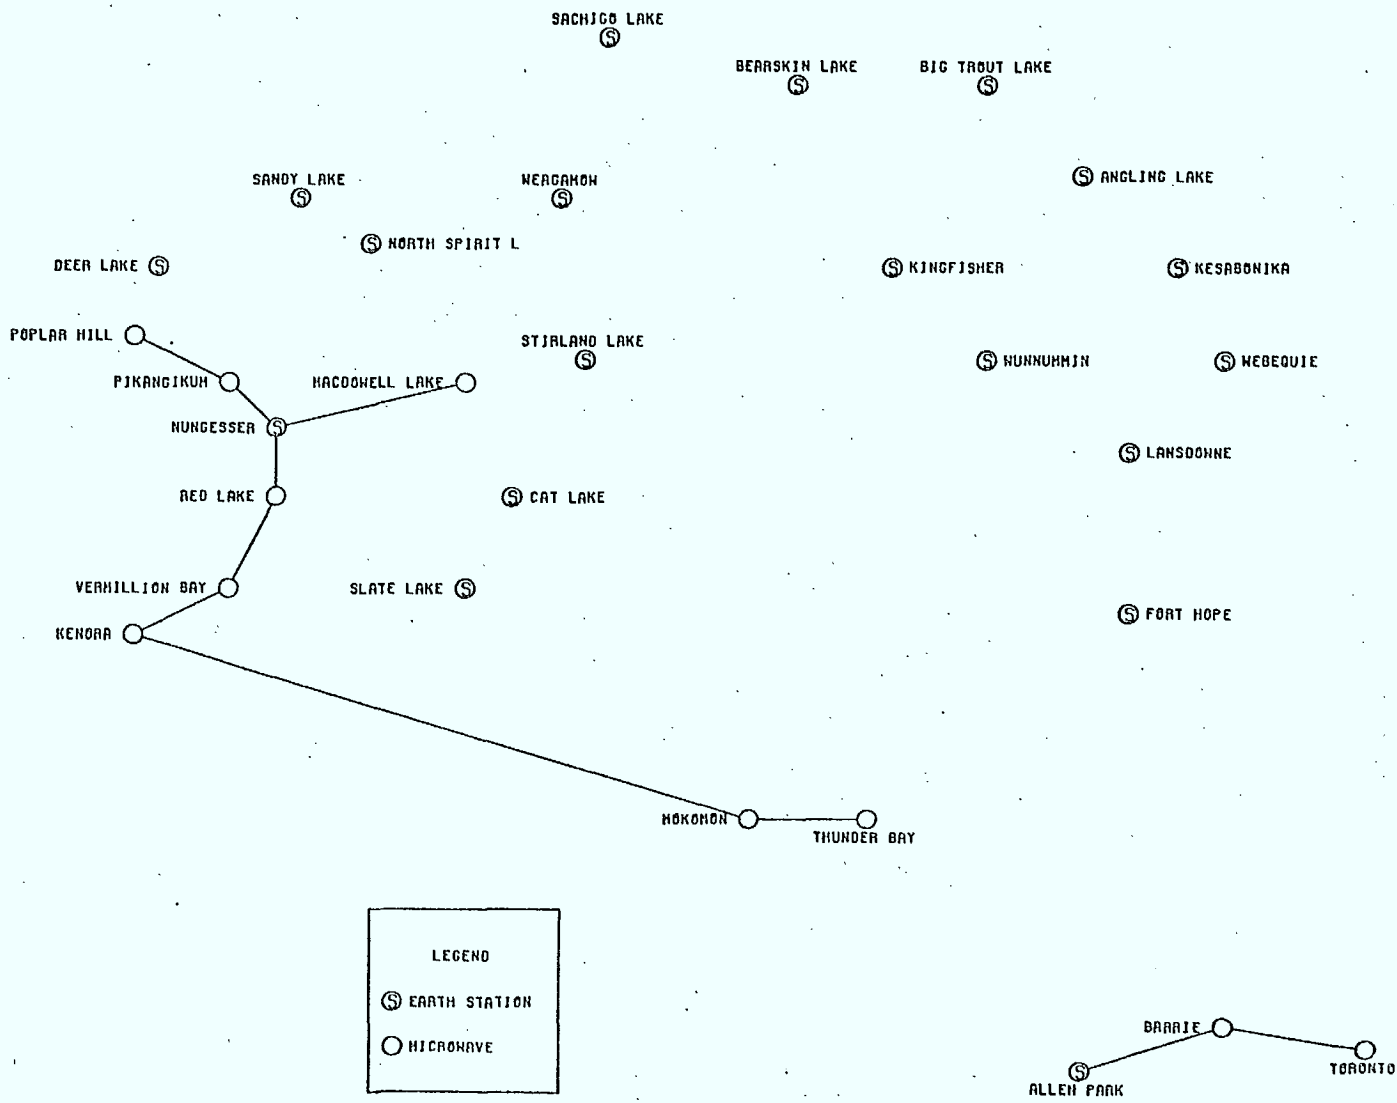 SACHIGO LAKE
BEARSKIN LAKE
BIG TROUT LAKE
ANGLING LAKE
SANDY LAKE
WEAGAMOW
NORTH SPIRIT L
DEER LAKE
KINGFISHER
KESABONIKA
POPLAR HILL
STIRLAND LAKE
WUNNUMMIN
WEBEQUIE
PIKANGIKUM
MACDOWELL LAKE
NUNGESSER
LANSDOWNE
RED LAKE
CAT LAKE
VERMILLION BAY
SLATE LAKE
FORT HOPE
KENORA
MOKOMON
THUNDER BAY
LEGEND
S EARTH STATION
MICROWAVE
BARRIE
TORONTO
ALLEN PARK